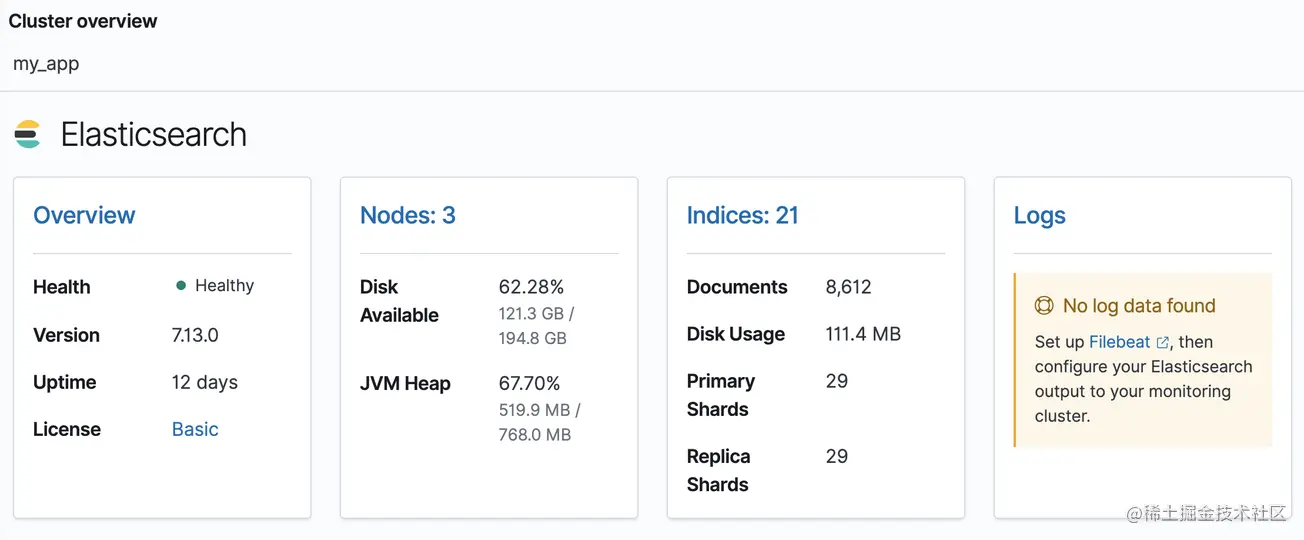 Cluster overview
my_app
Elasticsearch
Overview
Health Healthy
Version 7.13.0
Uptime 12 days
License Basic
Nodes: 3
Disk Available 62.28%
121.3 GB /
194.8 GB
JVM Heap 67.70%
519.9 MB /
768.0 MB
Indices: 21
Documents 8,612
Disk Usage 111.4 MB
Primary Shards 29
Replica Shards 29
Logs
No log data found
Set up Filebeat, then
configure your Elasticsearch
output to your monitoring
cluster.
@稀土掘金技术社区